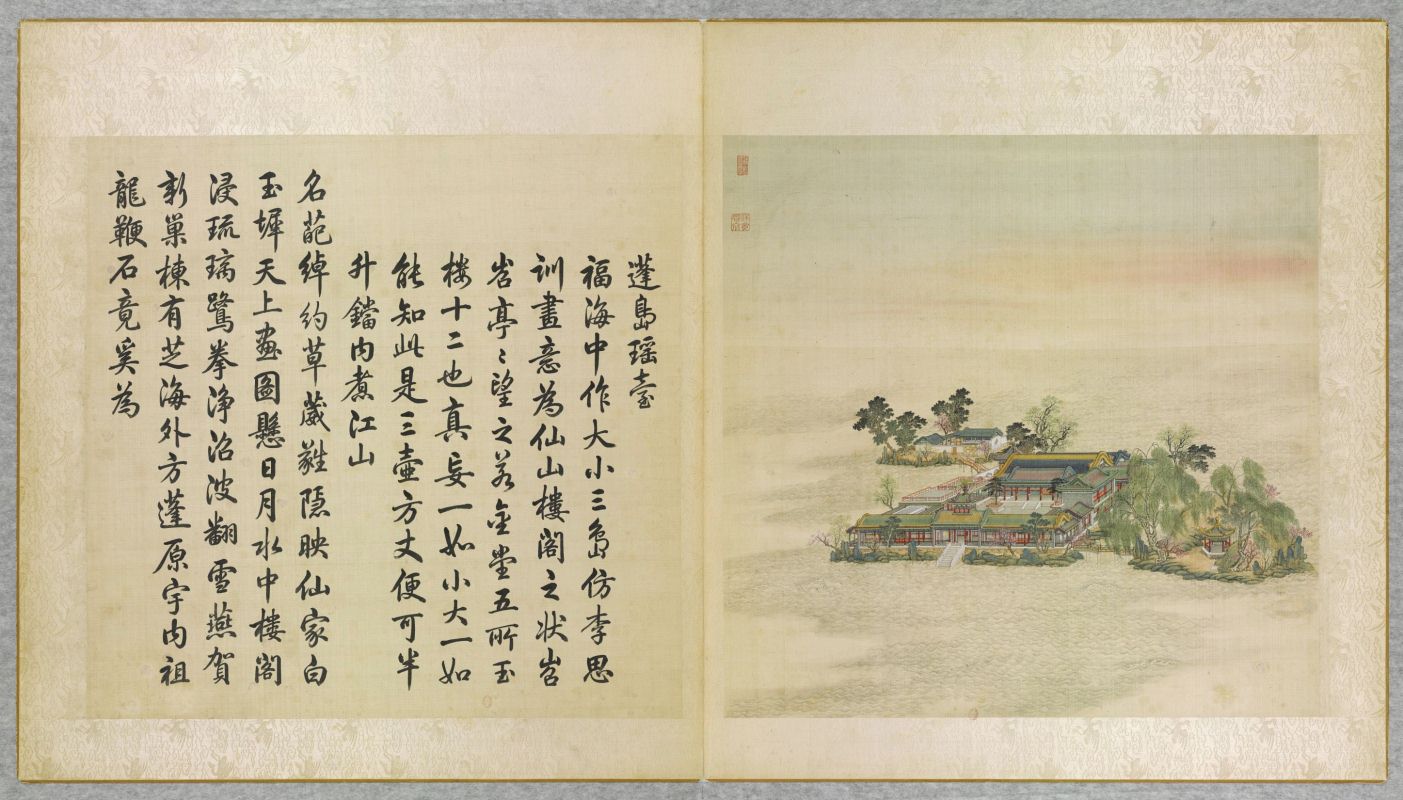 蓬島瑤臺
福海中作大小三島仿李思
訓畫意為仙山樓閣之狀岧
岧亭〻望之若金堂五所玉
樓十二也真妄一如小大一如
能知此是三壺方丈便可半
升鐺內煮江山
名葩綽約草葳蕤隱映仙家白
玉墀天上畫圖懸日月水中樓閣
浸琉璃鷺拳淨沼波翻雪燕賀
新巢棟有芝海外方蓬原宇內祖
龍鞭石竟奚為